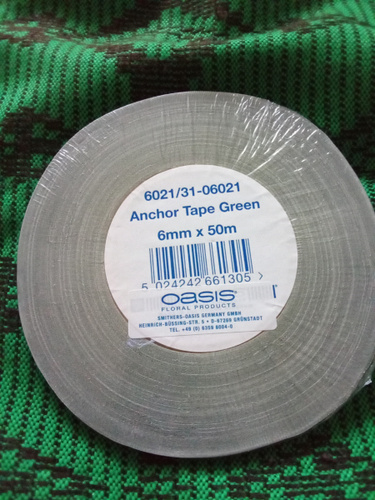 6021/31-06021
Anchor Tape Green
6mm x 50m
5 024242 661305 >
OASIS®
FLORAL PRODUCTS
SMITHERS-OASIS GERMANY GMBH
HEINRICH-BÜSSING-STR. 5 • D-67269 GRÜNSTADT
TEL. +49 (0) 6359 8004-0